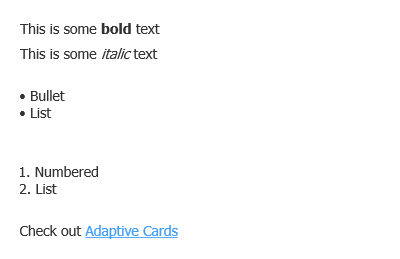 This is some bold text
This is some italic text
• Bullet
• List
1. Numbered
2. List
Check out Adaptive Cards